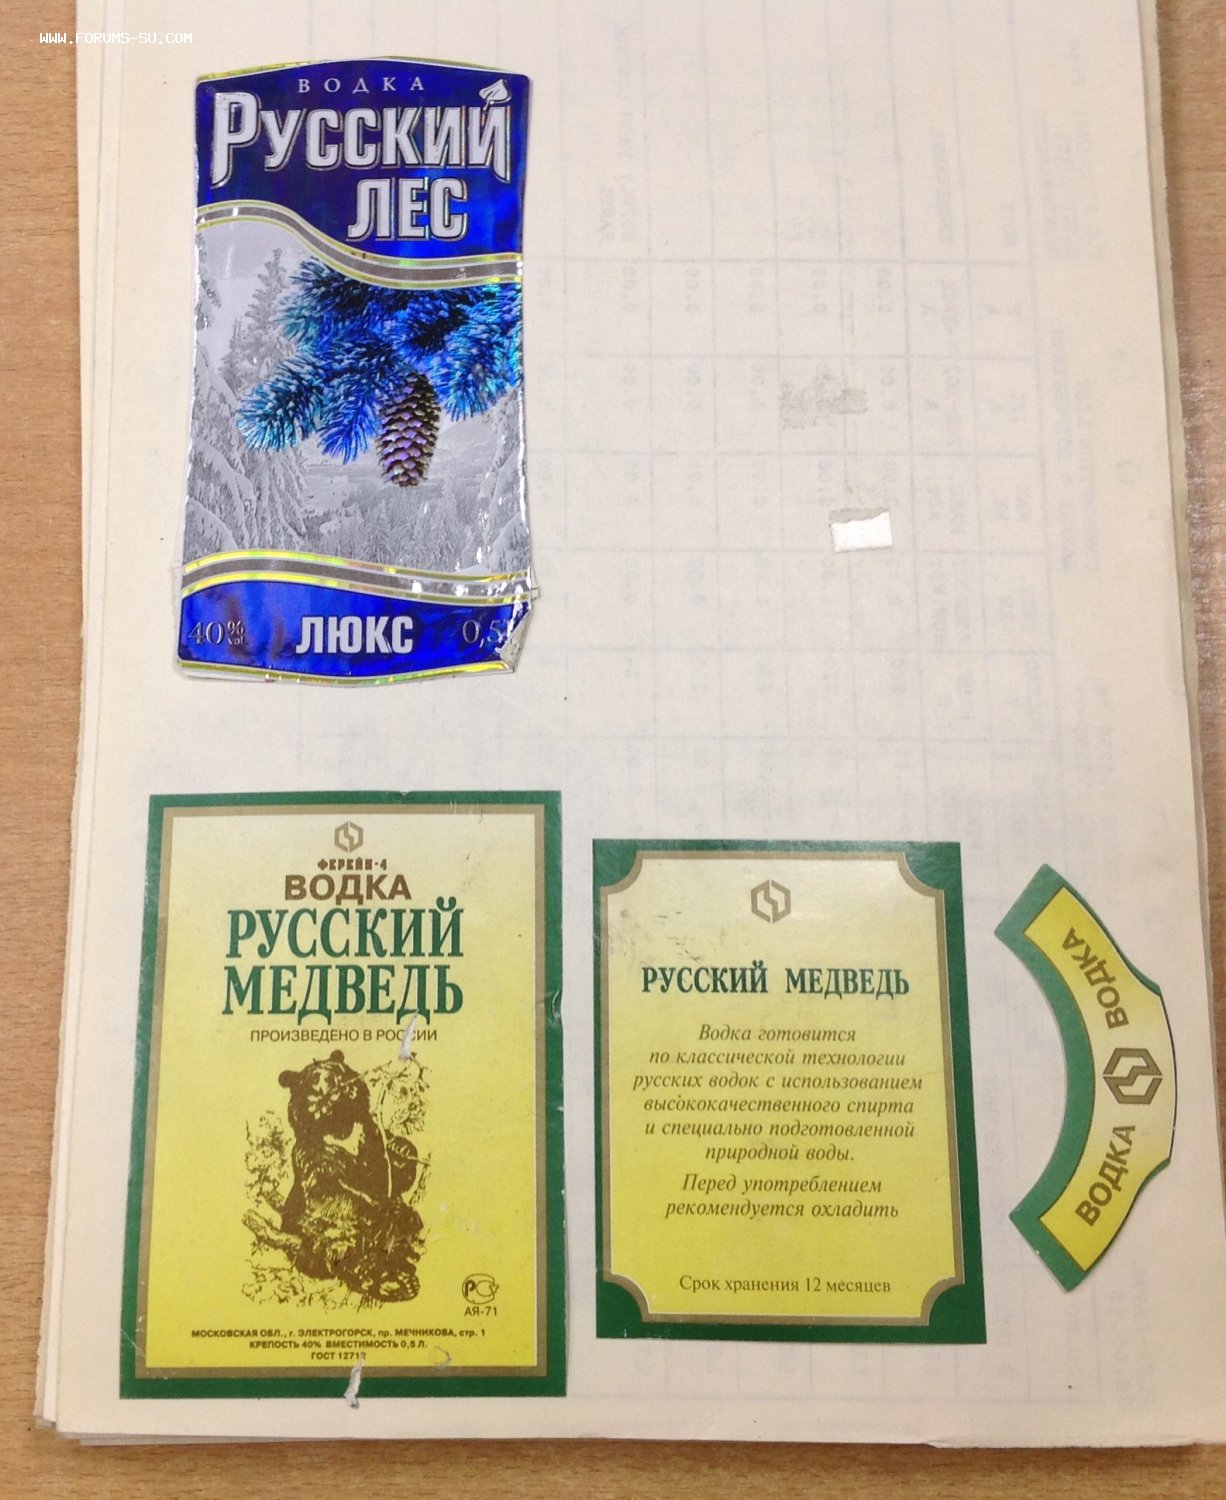 WWW.FORUMS-SU.COM
ВОДКА
РУССКИЙ
ЛЕС
40% vol
ЛЮКС
0,5
ФЕРЕЙН-4
ВОДКА
РУССКИЙ
МЕДВЕДЬ
ПРОИЗВЕДЕНО В РОССИИ
РС
АЯ-71
МОСКОВСКАЯ ОБЛ., г. ЭЛЕКТРОГОРСК, пр. МЕЧНИКОВА, стр. 1
КРЕПОСТЬ 40% ВМЕСТИМОСТЬ 0,5 Л.
ГОСТ 12712
РУССКИЙ МЕДВЕДЬ
Водка готовится
по классической технологии
русских водок с использованием
высококачественного спирта
и специально подготовленной
природной воды.
Перед употреблением
рекомендуется охладить
Срок хранения 12 месяцев
ВОДКА
ВОДКА